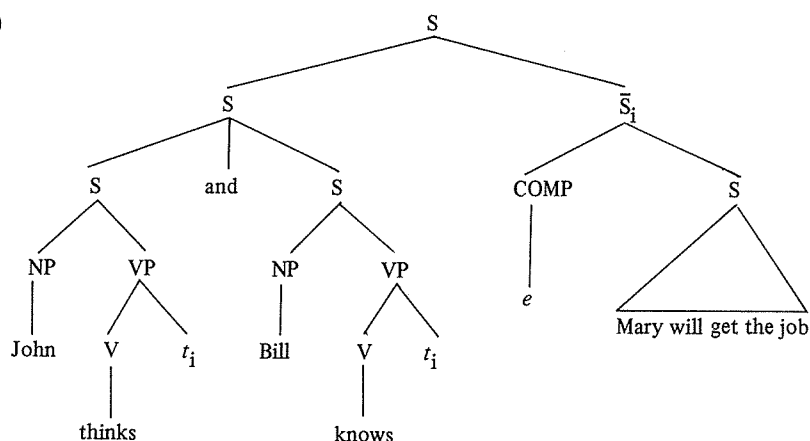 )
S
S S̄i
S and S COMP S
NP VP NP VP e
Mary will get the job
John V ti Bill V ti
thinks knows